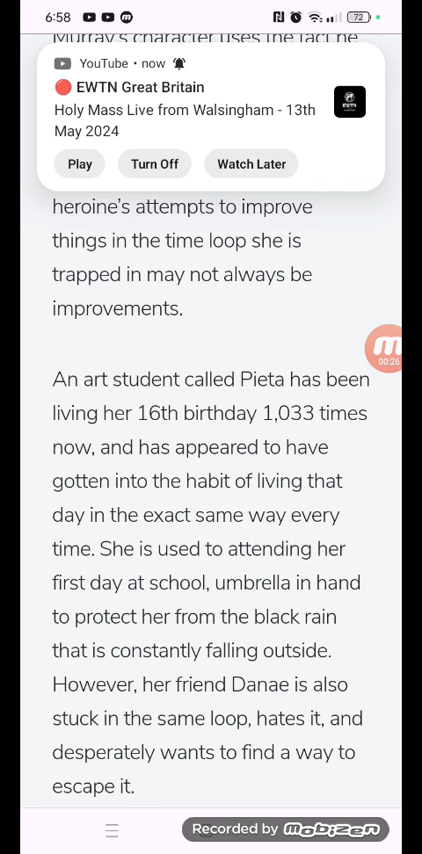 6:58
72
Murray's character uses the fact he
YouTube • now
🔴 EWTN Great Britain
Holy Mass Live from Walsingham - 13th
May 2024
EWTN
Play
Turn Off
Watch Later
heroine's attempts to improve
things in the time loop she is
trapped in may not always be
improvements.
00:26
An art student called Pieta has been
living her 16th birthday 1,033 times
now, and has appeared to have
gotten into the habit of living that
day in the exact same way every
time. She is used to attending her
first day at school, umbrella in hand
to protect her from the black rain
that is constantly falling outside.
However, her friend Danae is also
stuck in the same loop, hates it, and
desperately wants to find a way to
escape it.
Recorded by mobizen